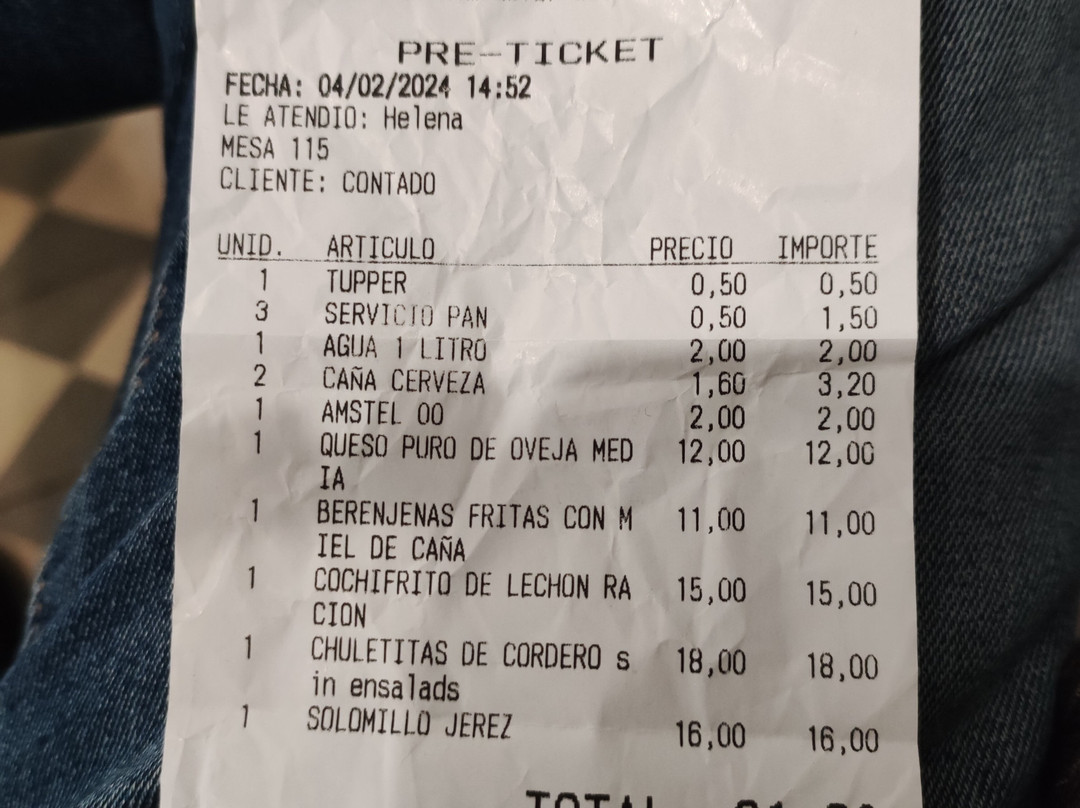 PRE-TICKET
FECHA: 04/02/2024 14:52
LE ATENDIO: Helena
MESA 115
CLIENTE: CONTADO
UNID. ARTICULO PRECIO IMPORTE
1 TUPPER 0,50 0,50
3 SERVICIO PAN 0,50 1,50
1 AGUA 1 LITRO 2,00 2,00
2 CAÑA CERVEZA 1,60 3,20
1 AMSTEL 00 2,00 2,00
1 QUESO PURO DE OVEJA MED 12,00 12,00
IA
1 BERENJENAS FRITAS CON M 11,00 11,00
IEL DE CAÑA
1 COCHIFRITO DE LECHON RA 15,00 15,00
CION
1 CHULETITAS DE CORDERO s 18,00 18,00
in ensalads
1 SOLOMILLO JEREZ 16,00 16,00
TOTAL